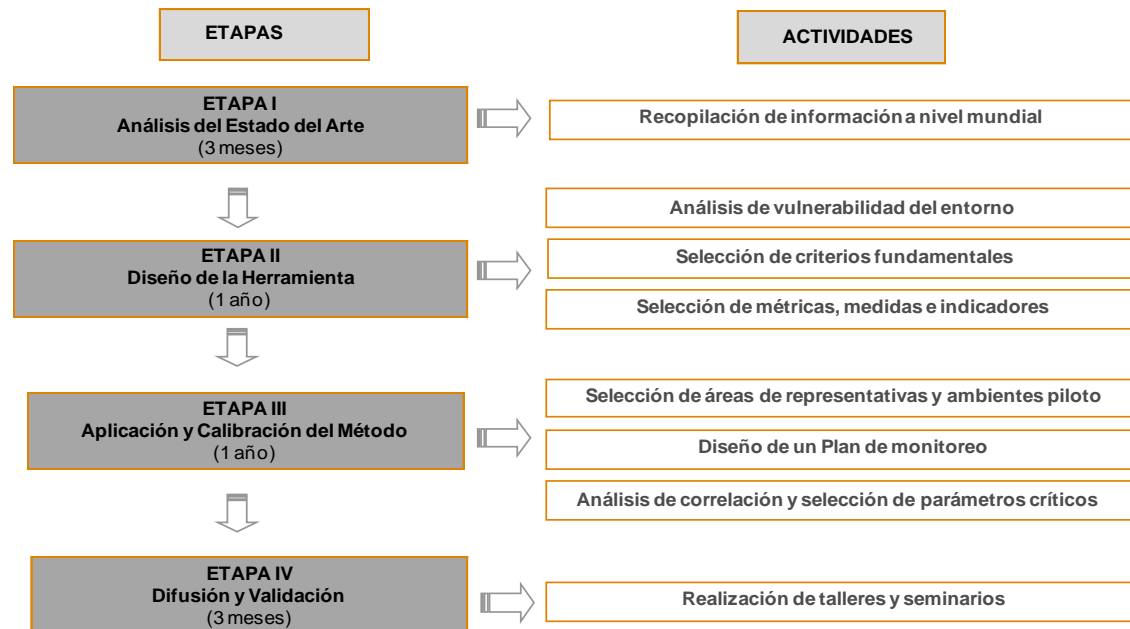 ETAPAS
ACTIVIDADES
ETAPA I
Análisis del Estado del Arte
(3 meses)
Recopilación de información a nivel mundial
ETAPA II
Diseño de la Herramienta
(1 año)
Análisis de vulnerabilidad del entorno
Selección de criterios fundamentales
Selección de métricas, medidas e indicadores
ETAPA III
Aplicación y Calibración del Método
(1 año)
Selección de áreas de representativas y ambientes piloto
Diseño de un Plan de monitoreo
Análisis de correlación y selección de parámetros críticos
ETAPA IV
Difusión y Validación
(3 meses)
Realización de talleres y seminarios